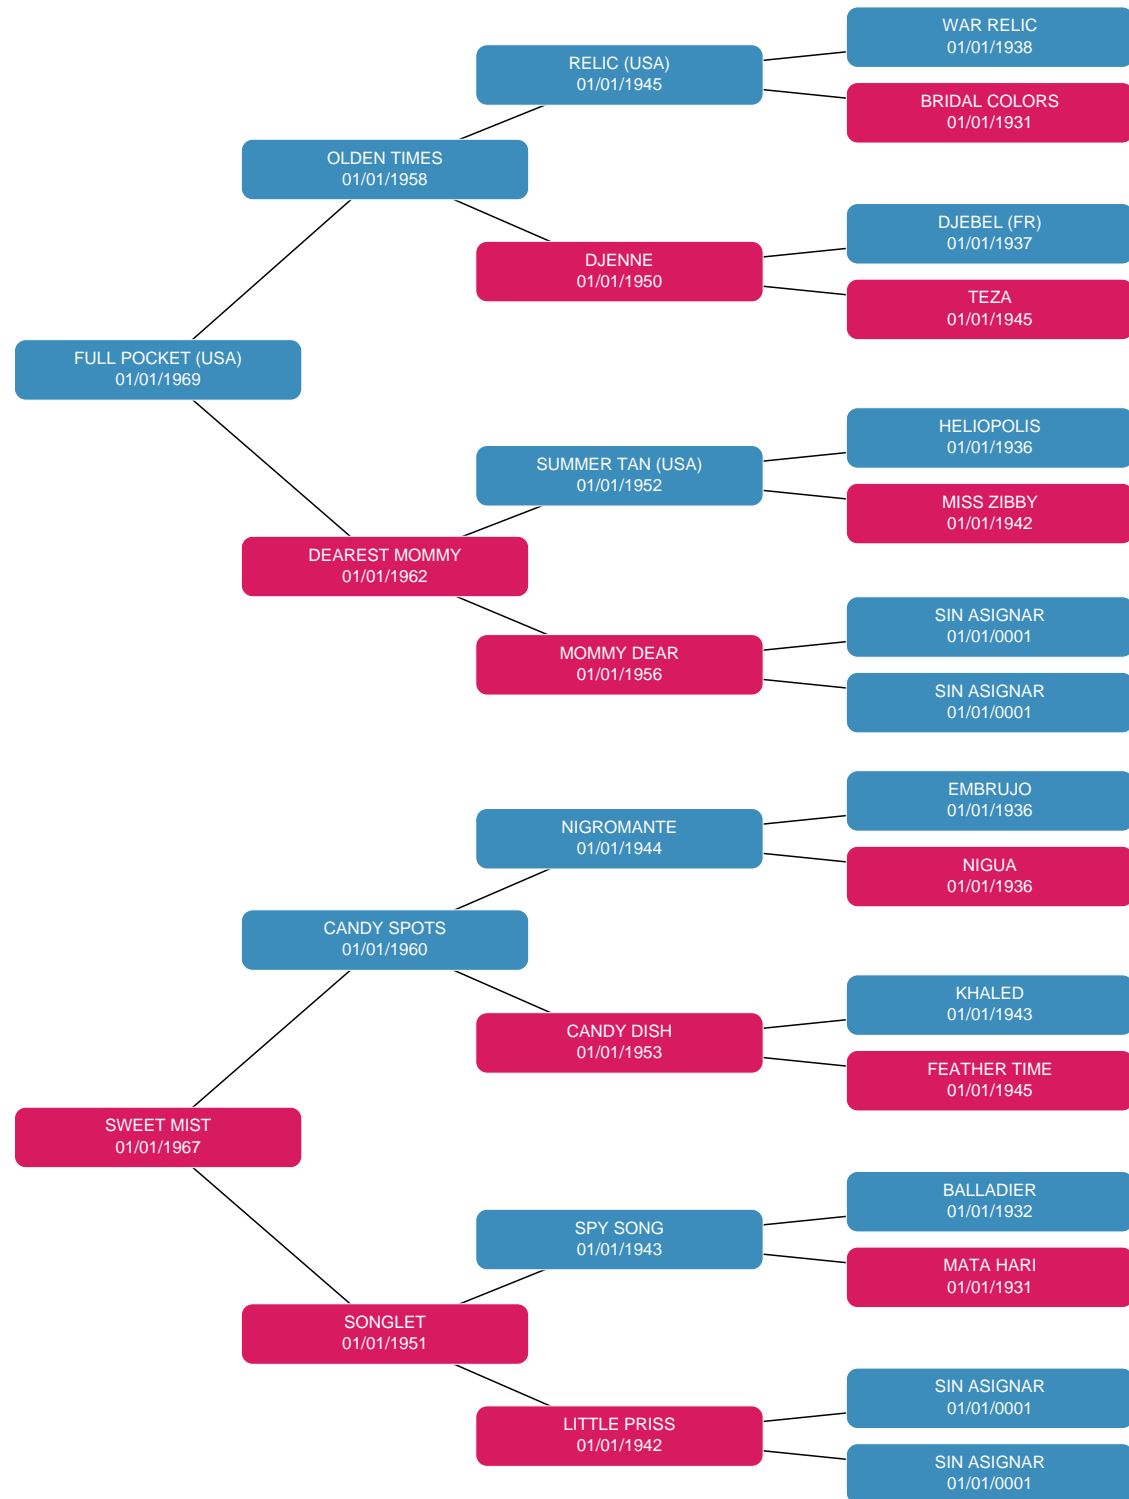 WAR RELIC
01/01/1938
RELIC (USA)
01/01/1945
BRIDAL COLORS
01/01/1931
OLDEN TIMES
01/01/1958
DJEBEL (FR)
01/01/1937
DJENNE
01/01/1950
TEZA
01/01/1945
FULL POCKET (USA)
01/01/1969
HELIOPOLIS
01/01/1936
SUMMER TAN (USA)
01/01/1952
MISS ZIBBY
01/01/1942
DEAREST MOMMY
01/01/1962
SIN ASIGNAR
01/01/0001
MOMMY DEAR
01/01/1956
SIN ASIGNAR
01/01/0001
EMBRUJO
01/01/1936
NIGROMANTE
01/01/1944
NIGUA
01/01/1936
CANDY SPOTS
01/01/1960
KHALED
01/01/1943
CANDY DISH
01/01/1953
FEATHER TIME
01/01/1945
SWEET MIST
01/01/1967
BALLADIER
01/01/1932
SPY SONG
01/01/1943
MATA HARI
01/01/1931
SONGLET
01/01/1951
SIN ASIGNAR
01/01/0001
LITTLE PRISS
01/01/1942
SIN ASIGNAR
01/01/0001